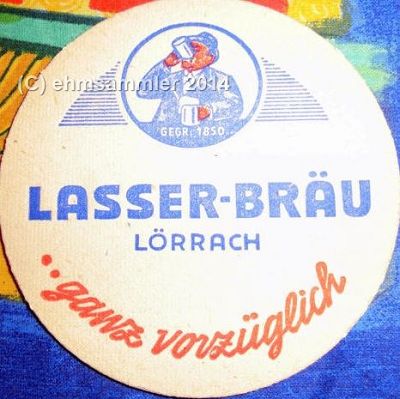 (C) ehmsammler 2014
GEGR. 1850
LASSER-BRÄU
LÖRRACH
..ganz vorzüglich